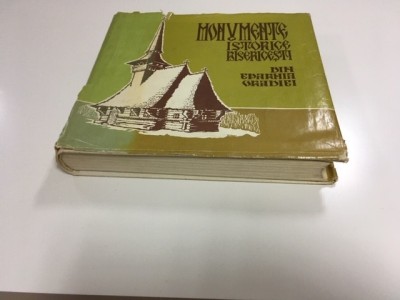 MONUMENTE
ISTORICE
BISERICEȘTI
DIN
EPARHIA
ORADIEI